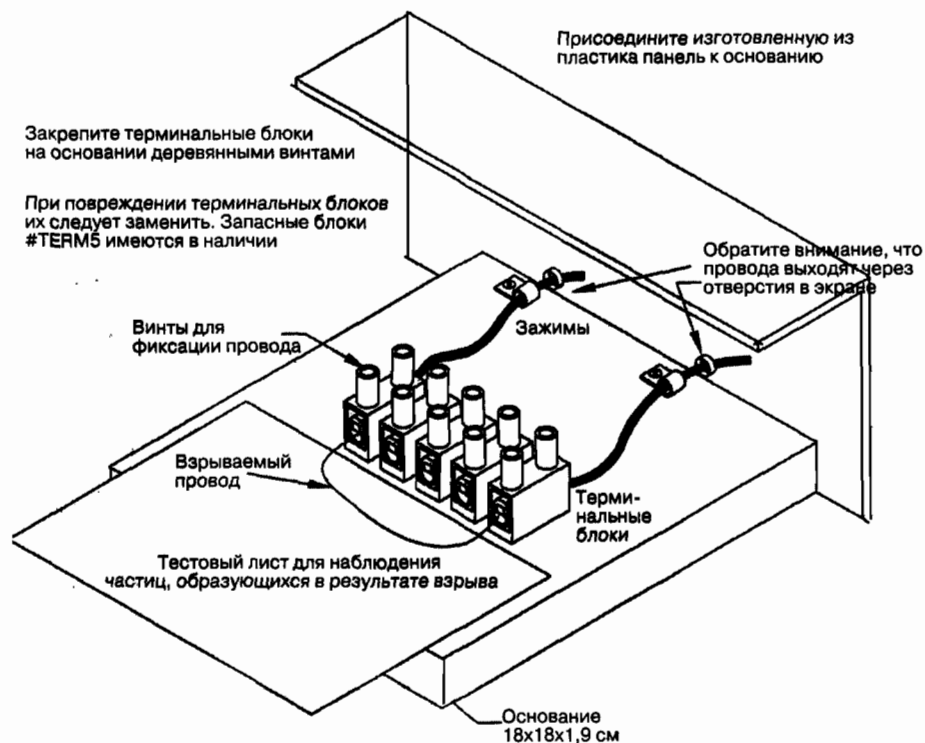 Присоедините изготовленную из
пластика панель к основанию
Закрепите терминальные блоки
на основании деревянными винтами
При повреждении терминальных блоков
их следует заменить. Запасные блоки
#TERM5 имеются в наличии
Обратите внимание, что
провода выходят через
отверстия в экране
Зажимы
Винты для
фиксации провода
Взрываемый
провод
Терми-
нальные
блоки
Тестовый лист для наблюдения
частиц, образующихся в результате взрыва
Основание
18x18x1,9 см